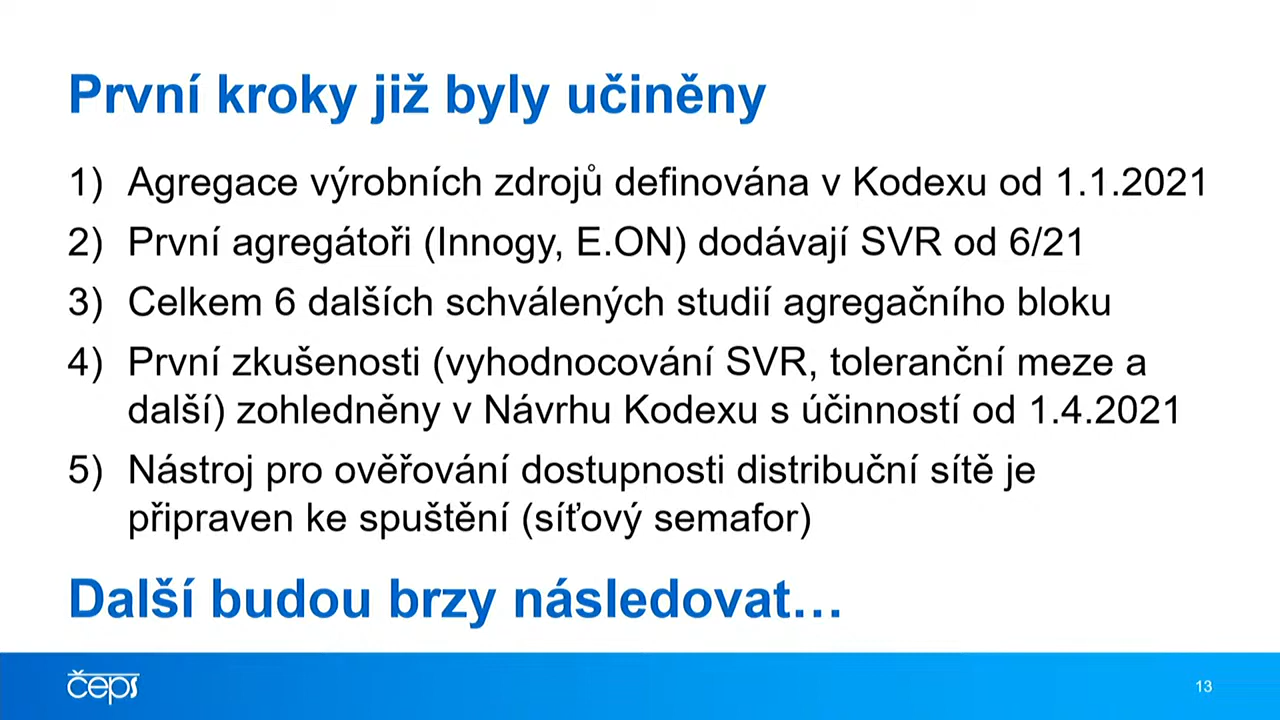 První kroky již byly učiněny
1) Agregace výrobních zdrojů definována v Kodexu od 1.1.2021
2) První agregátoři (Innogy, E.ON) dodávají SVR od 6/21
3) Celkem 6 dalších schválených studií agregačního bloku
4) První zkušenosti (vyhodnocování SVR, toleranční meze a
další) zohledněny v Návrhu Kodexu s účinností od 1.4.2021
5) Nástroj pro ověřování dostupnosti distribuční sítě je
připraven ke spuštění (síťový semafor)
Další budou brzy následovat…
čeps
13